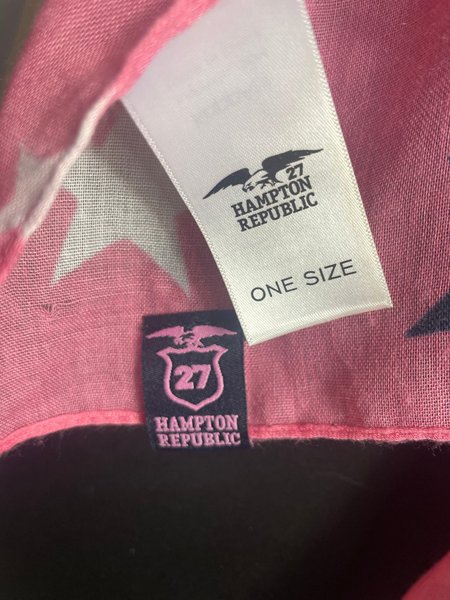 27
HAMPTON
REPUBLIC
ONE SIZE
27
HAMPTON
REPUBLIC